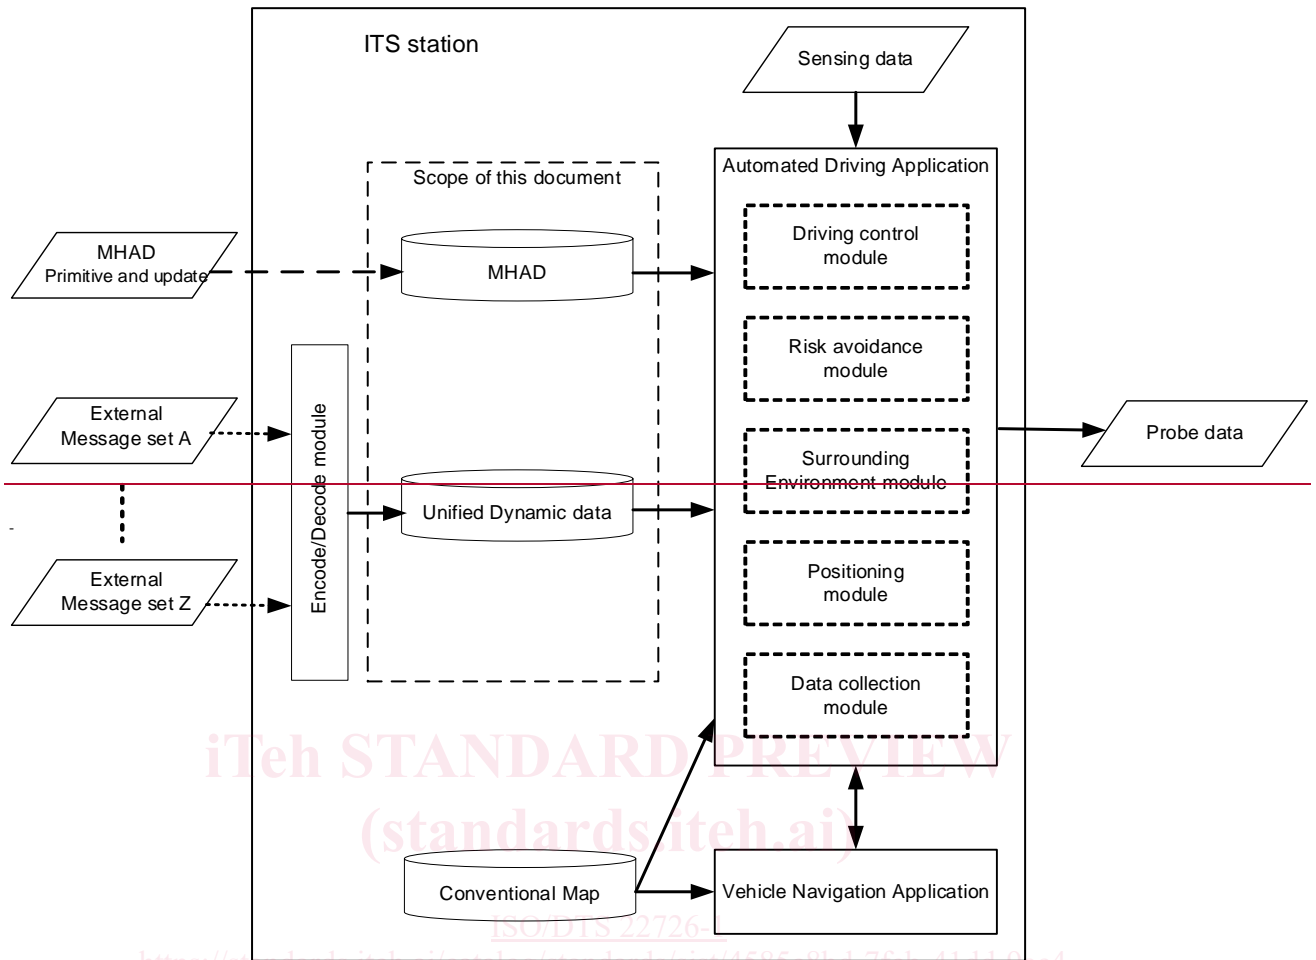 ITS station
Sensing data
Scope of this document
Automated Driving Application
MHAD
Primitive and update
MHAD
Driving control
module
Risk avoidance
module
External
Message set A
Encode/Decode module
Surrounding
Environment module
Probe data
Unified Dynamic data
External
Message set Z
Positioning
module
Data collection
module
iTeh STANDARD PREVIEW
(standards.iteh.ai)
Conventional Map
Vehicle Navigation Application
ISO/DTS 22726-1